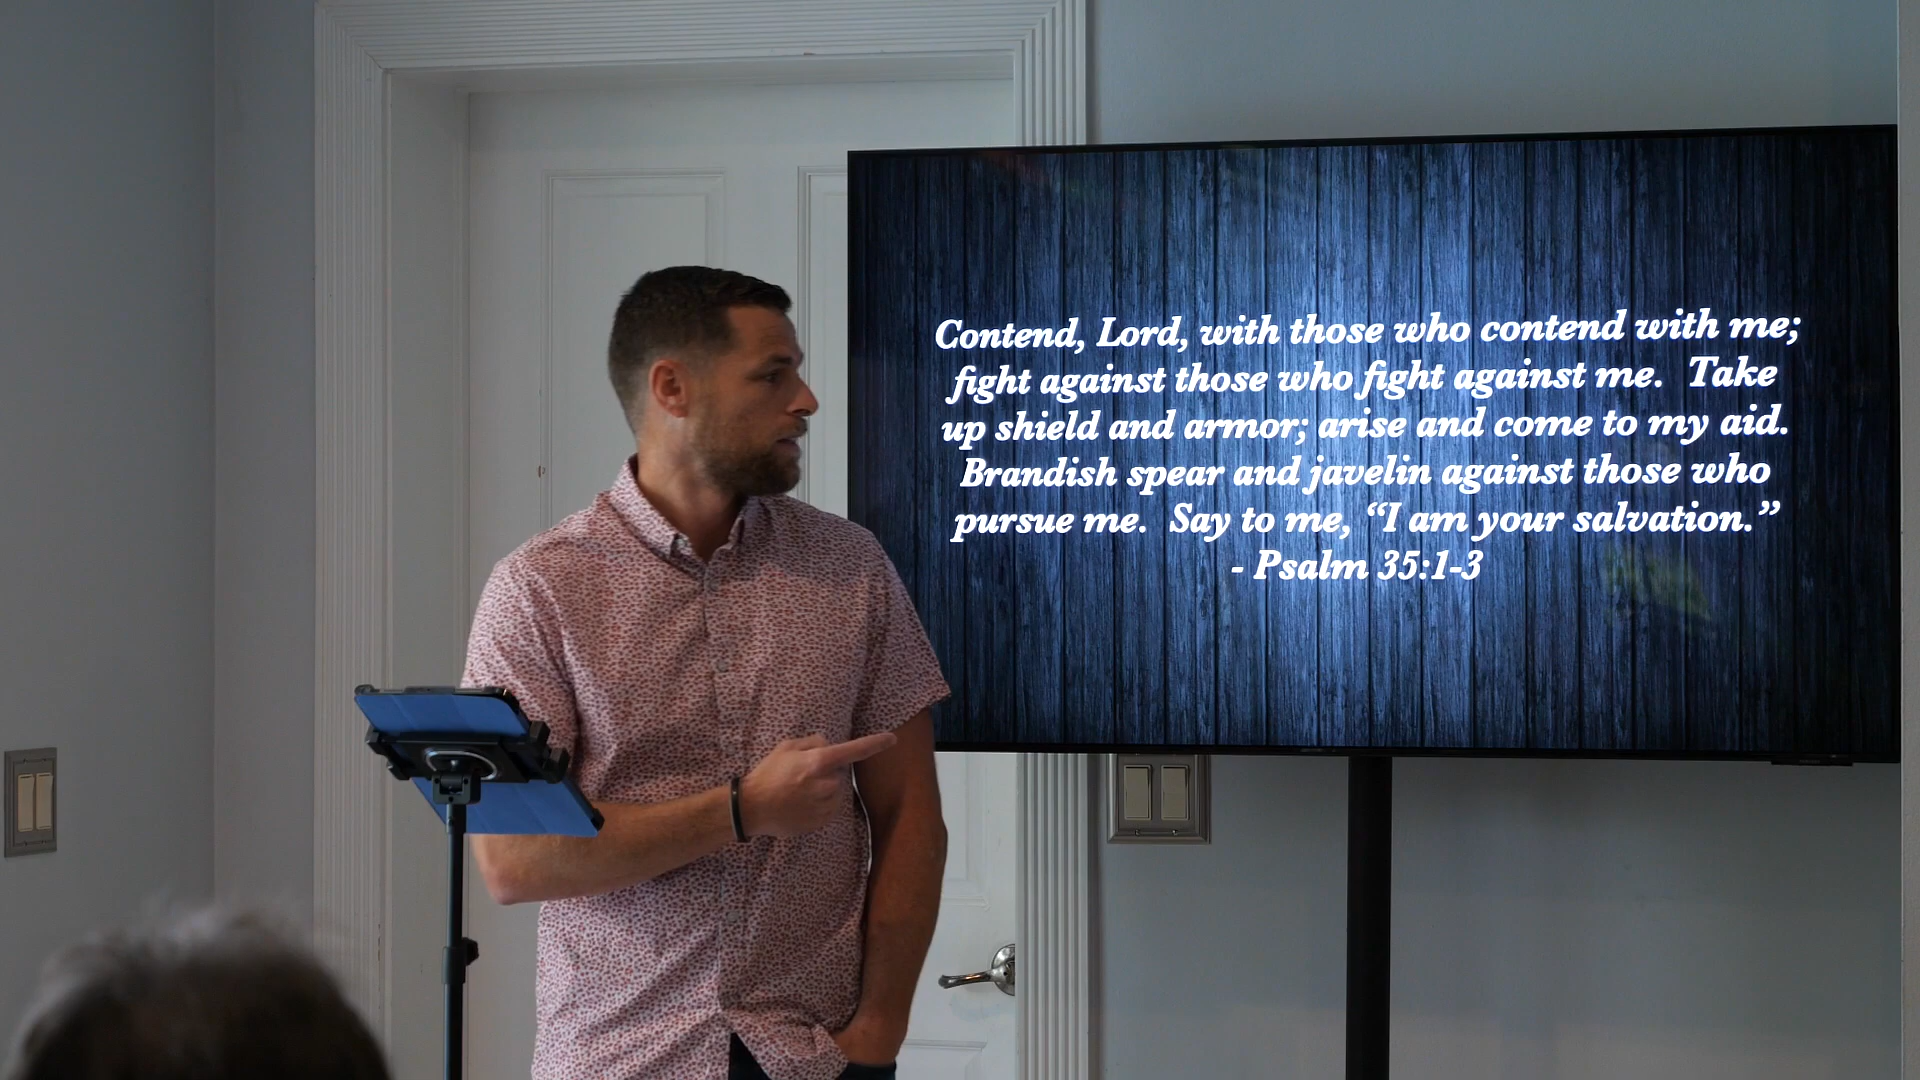 Contend, Lord, with those who contend with me;
fight against those who fight against me. Take
up shield and armor; arise and come to my aid.
Brandish spear and javelin against those who
pursue me. Say to me, “I am your salvation.”
- Psalm 35:1-3